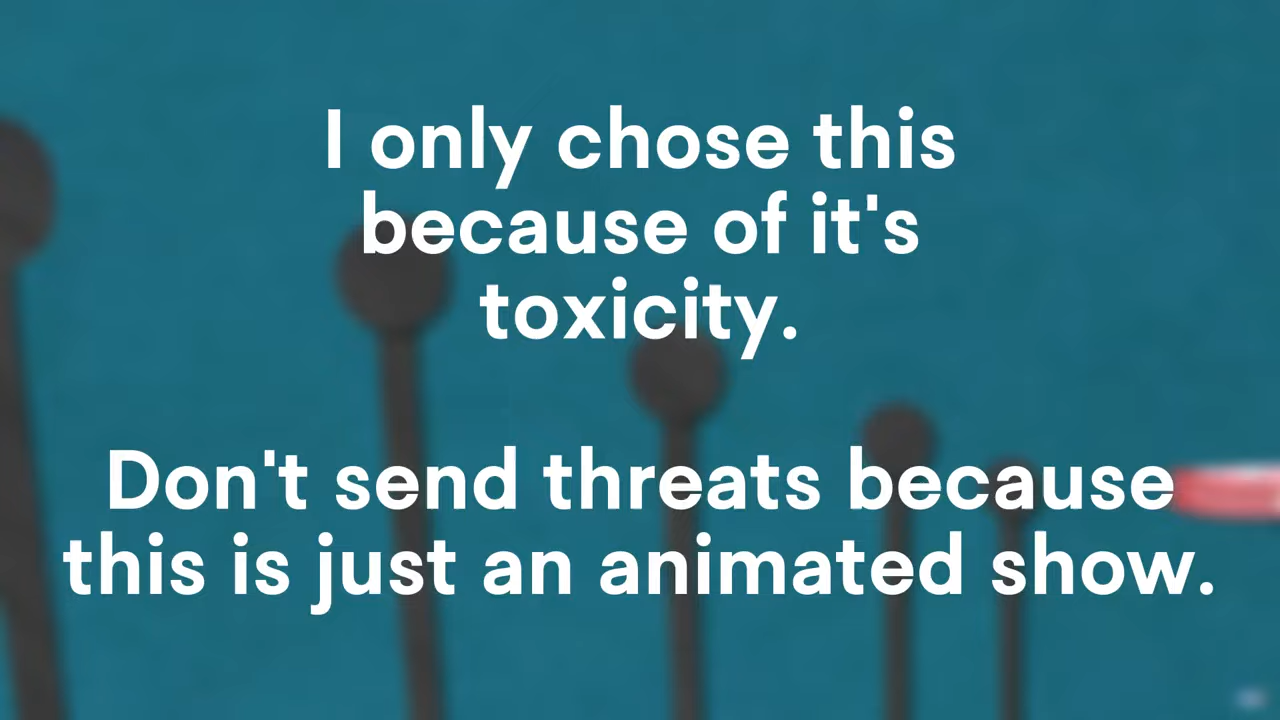 I only chose this
because of it's
toxicity.
Don't send threats because
this is just an animated show.